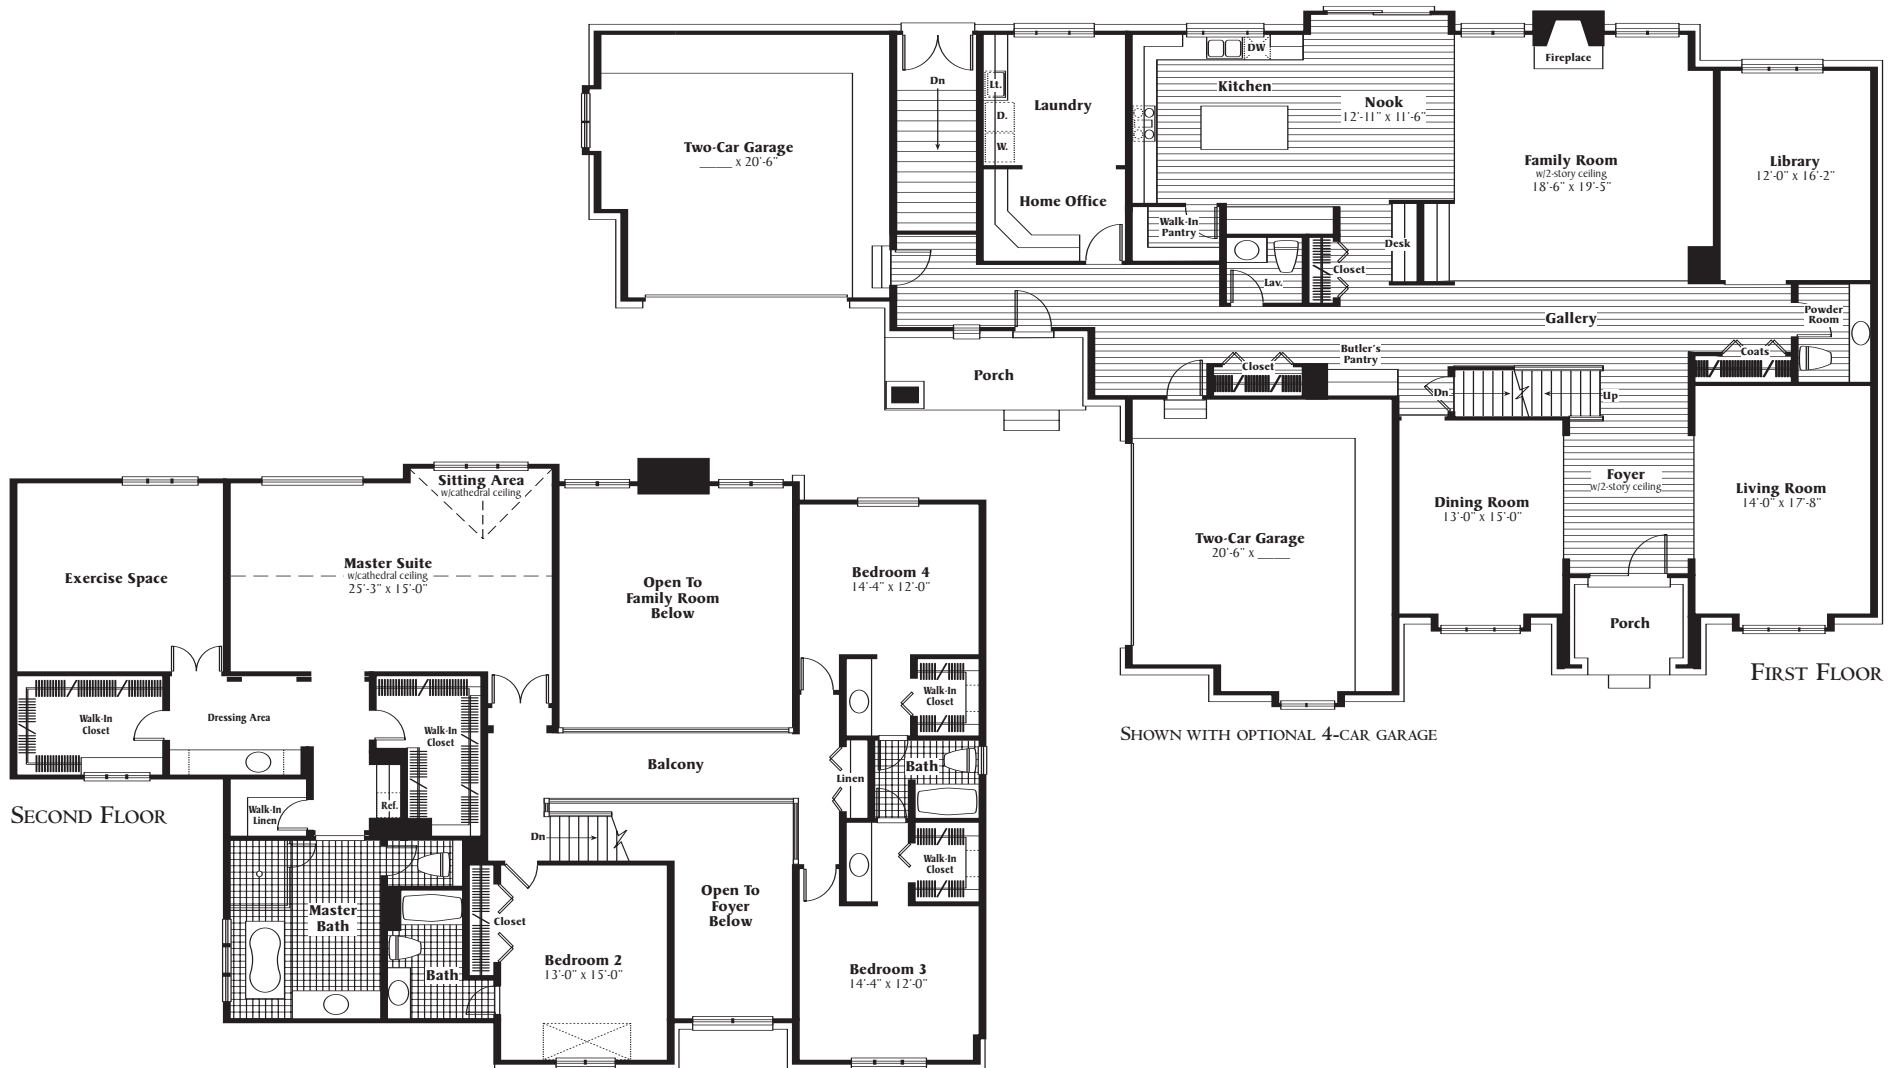 Dn
DW
Fireplace
Lt.
Kitchen
Laundry
Nook
12'-11" x 11'-6"
D.
W.
Two-Car Garage
_____ x 20'-6"
Family Room
w/2-story ceiling
18'-6" x 19'-5"
Library
12'-0" x 16'-2"
Home Office
Walk-In
Pantry
Desk
Closet
Lav.
Gallery
Powder
Room
Butler's
Pantry
Coats
Closet
Porch
Dn
Up
Foyer
w/2-story ceiling
Living Room
14'-0" x 17'-8"
Dining Room
13'-0" x 15'-0"
Two-Car Garage
20'-6" x _____
Porch
First Floor
Shown with optional 4-car garage
Sitting Area
w/cathedral ceiling
Exercise Space
Master Suite
w/cathedral ceiling
25'-3" x 15'-0"
Open To
Family Room
Below
Bedroom 4
14'-4" x 12'-0"
Walk-In
Closet
Dressing Area
Walk-In
Closet
Walk-In
Closet
Balcony
Bath
Linen
Second Floor
Walk-In
Linen
Ref.
Dn
Walk-In
Closet
Master
Bath
Closet
Open To
Foyer
Below
Bath
Bedroom 2
13'-0" x 15'-0"
Bedroom 3
14'-4" x 12'-0"